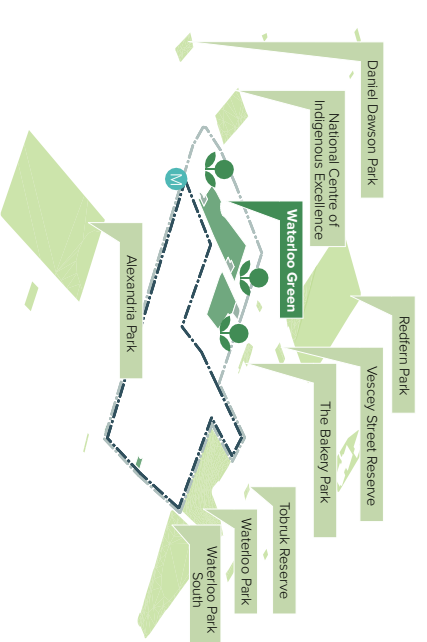 Daniel Dawson Park
National Centre of
Indigenous Excellence
Waterloo Green
Redfern Park
Vescey Street Reserve
The Bakery Park
Tobruk Reserve
Waterloo Park
Waterloo Park
South
Alexandria Park
M